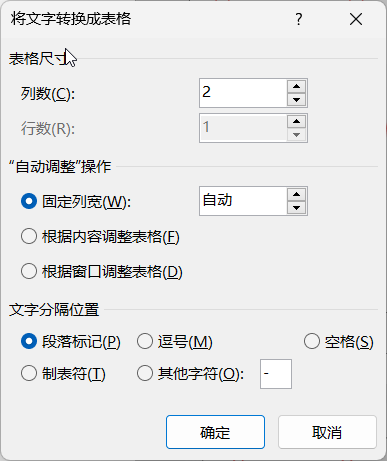 将文字转换成表格 ?
表格尺寸
列数(C): 2
行数(R): 1
“自动调整”操作
固定列宽(W): 自动
根据内容调整表格(F)
根据窗口调整表格(D)
文字分隔位置
段落标记(P) 逗号(M) 空格(S)
制表符(T) 其他字符(O): -
确定 取消